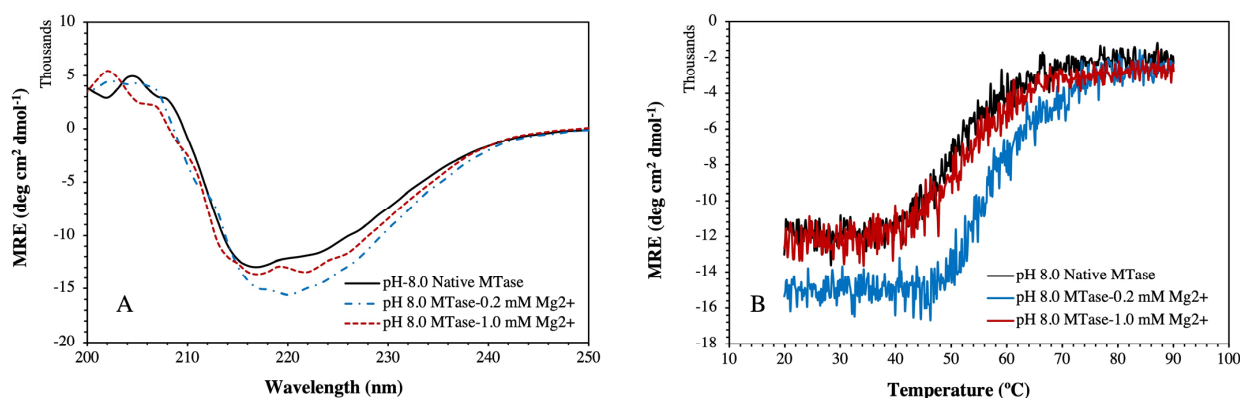 Thousands
MRE (deg cm² dmol-¹)
10
5
0
-5
-10
-15
-20
200
210
220
230
240
250
Wavelength (nm)
A
pH-8.0 Native MTase
pH 8.0 MTase-0.2 mM Mg2+
pH 8.0 MTase-1.0 mM Mg2+
Thousands
MRE (deg cm² dmol-¹)
0
-2
-4
-6
-8
-10
-12
-14
-16
-18
10
20
30
40
50
60
70
80
90
100
Temperature (ºC)
B
pH 8.0 Native MTase
pH 8.0 MTase-0.2 mM Mg2+
pH 8.0 MTase-1.0 mM Mg2+